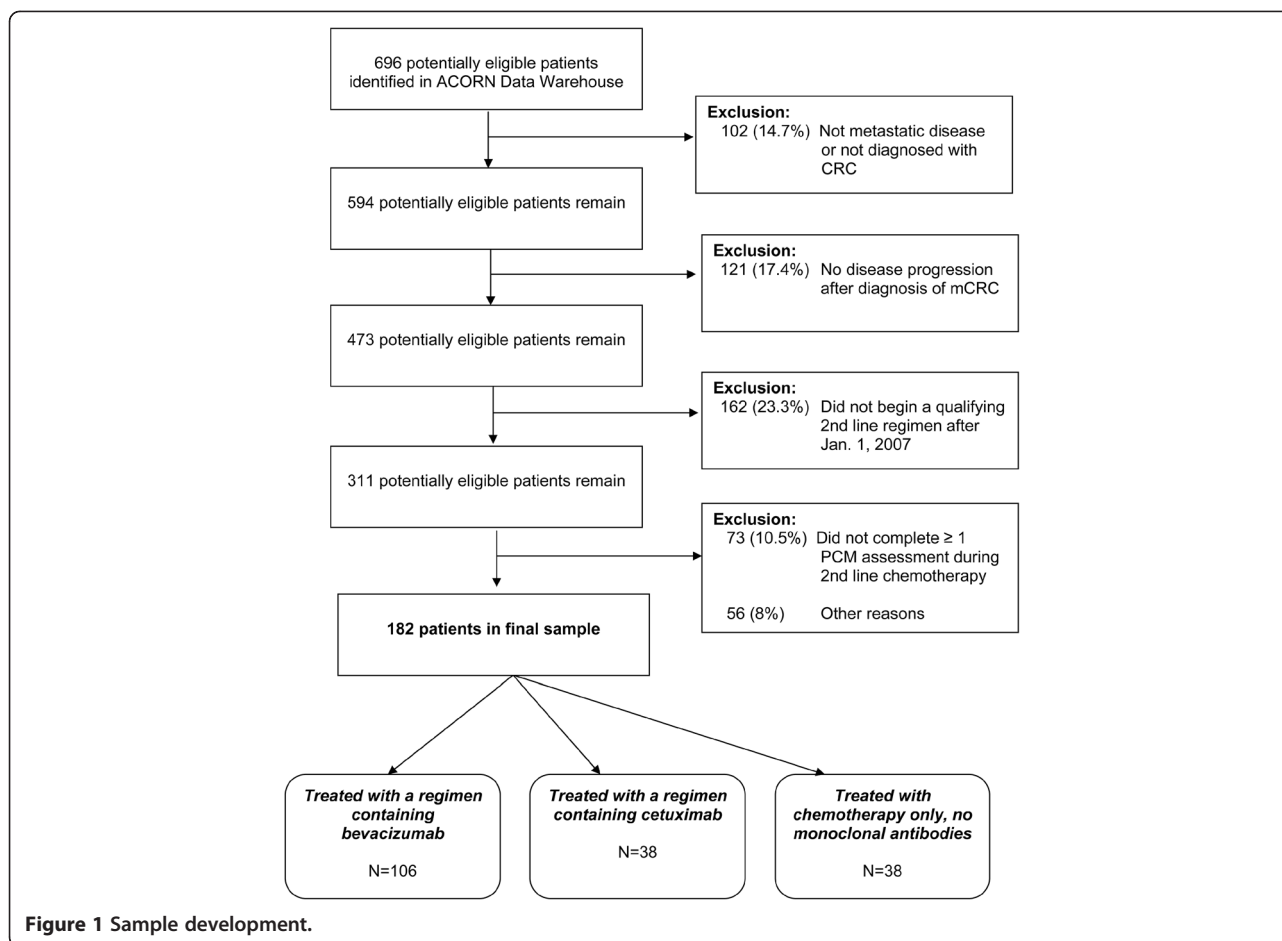 696 potentially eligible patients
identified in ACORN Data Warehouse
Exclusion:
102 (14.7%) Not metastatic disease
or not diagnosed with
CRC
594 potentially eligible patients remain
Exclusion:
121 (17.4%) No disease progression
after diagnosis of mCRC
473 potentially eligible patients remain
Exclusion:
162 (23.3%) Did not begin a qualifying
2nd line regimen after
Jan. 1, 2007
311 potentially eligible patients remain
Exclusion:
73 (10.5%) Did not complete ≥ 1
PCM assessment during
2nd line chemotherapy
56 (8%) Other reasons
182 patients in final sample
Treated with a regimen
containing
bevacizumab
N=106
Treated with a regimen
containing cetuximab
N=38
Treated with
chemotherapy only, no
monoclonal antibodies
N=38
Figure 1 Sample development.